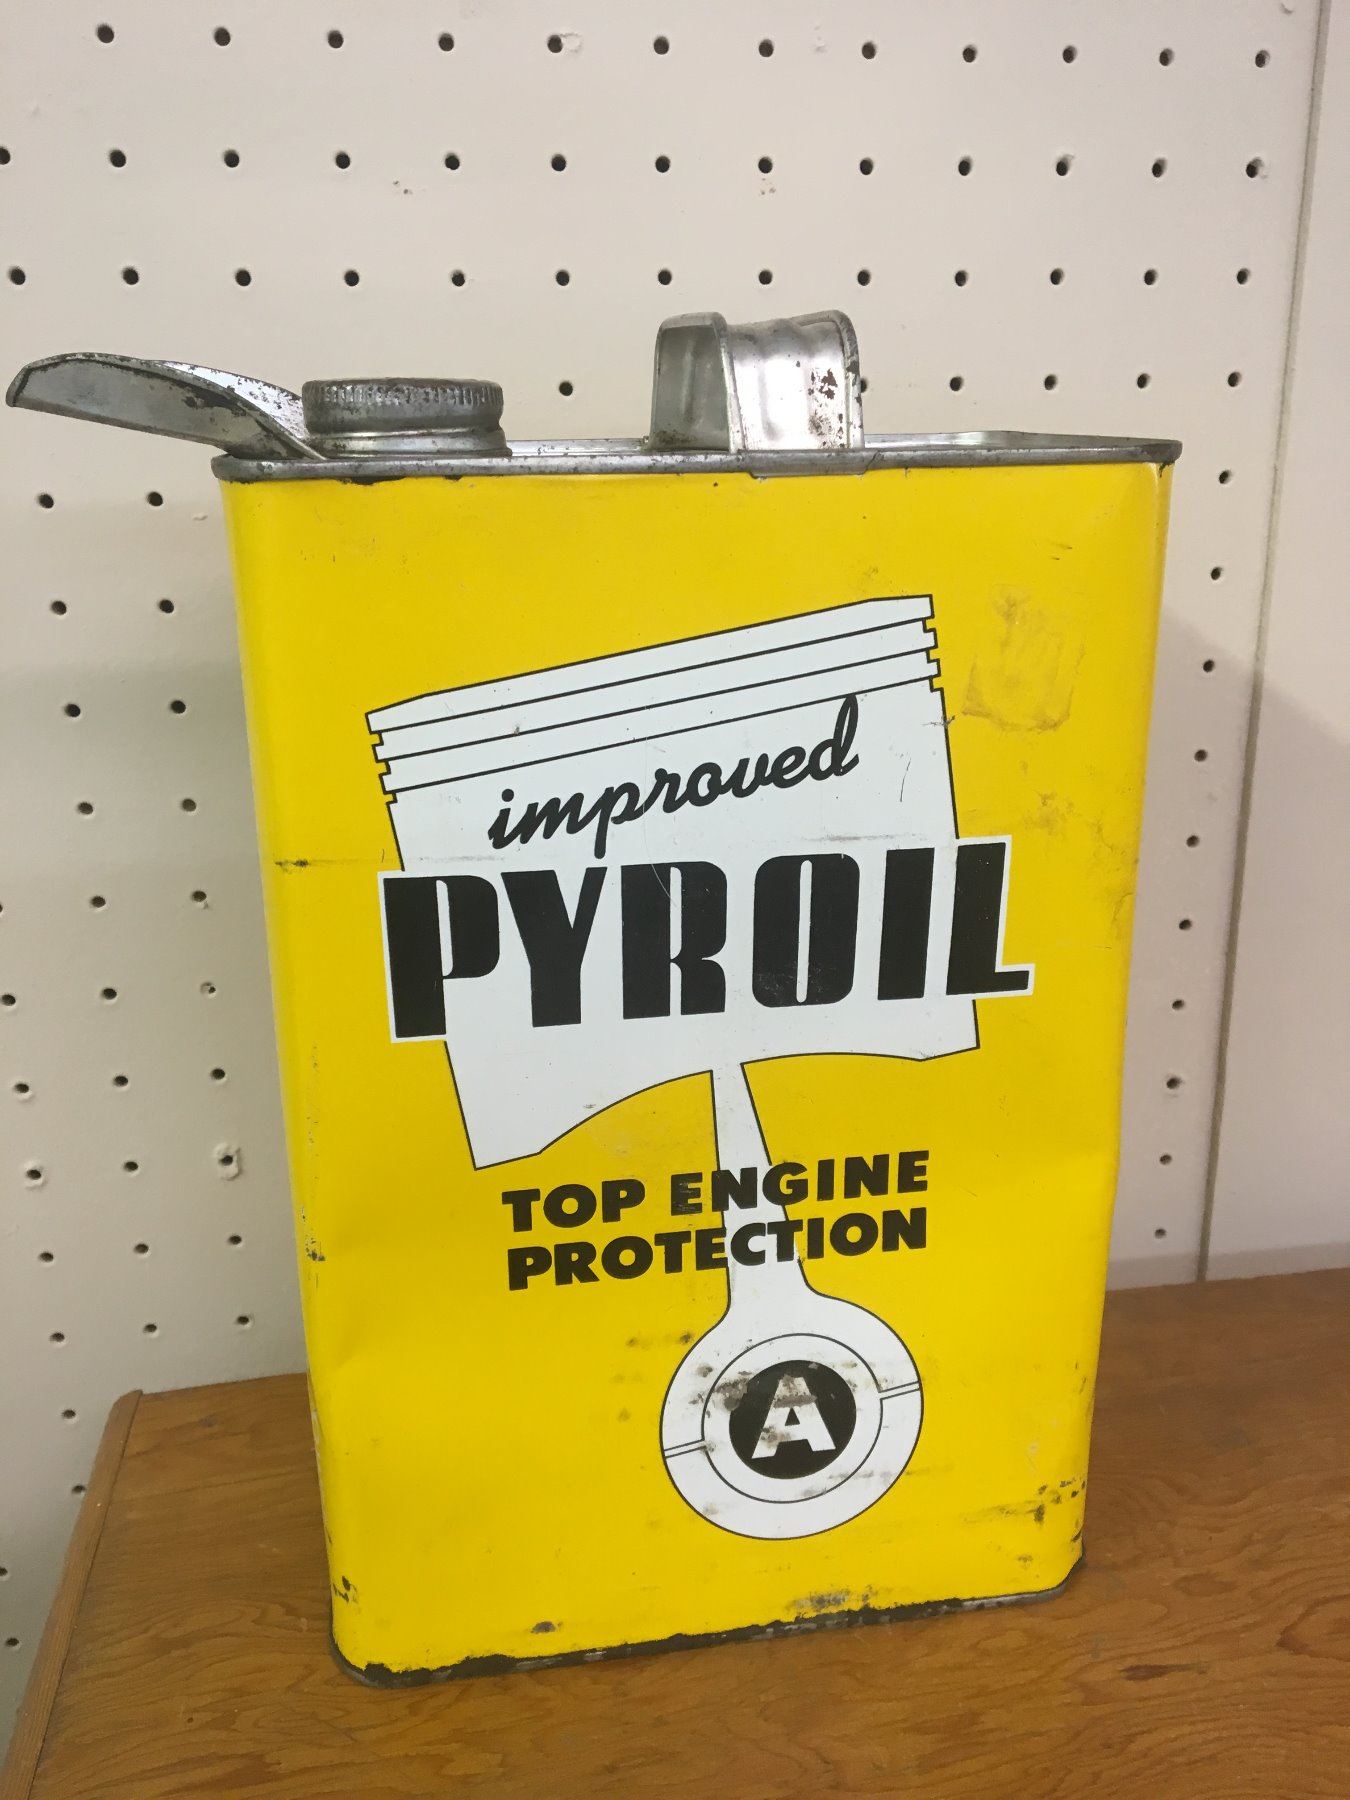 improved
PYROIL
TOP ENGINE
PROTECTION
A